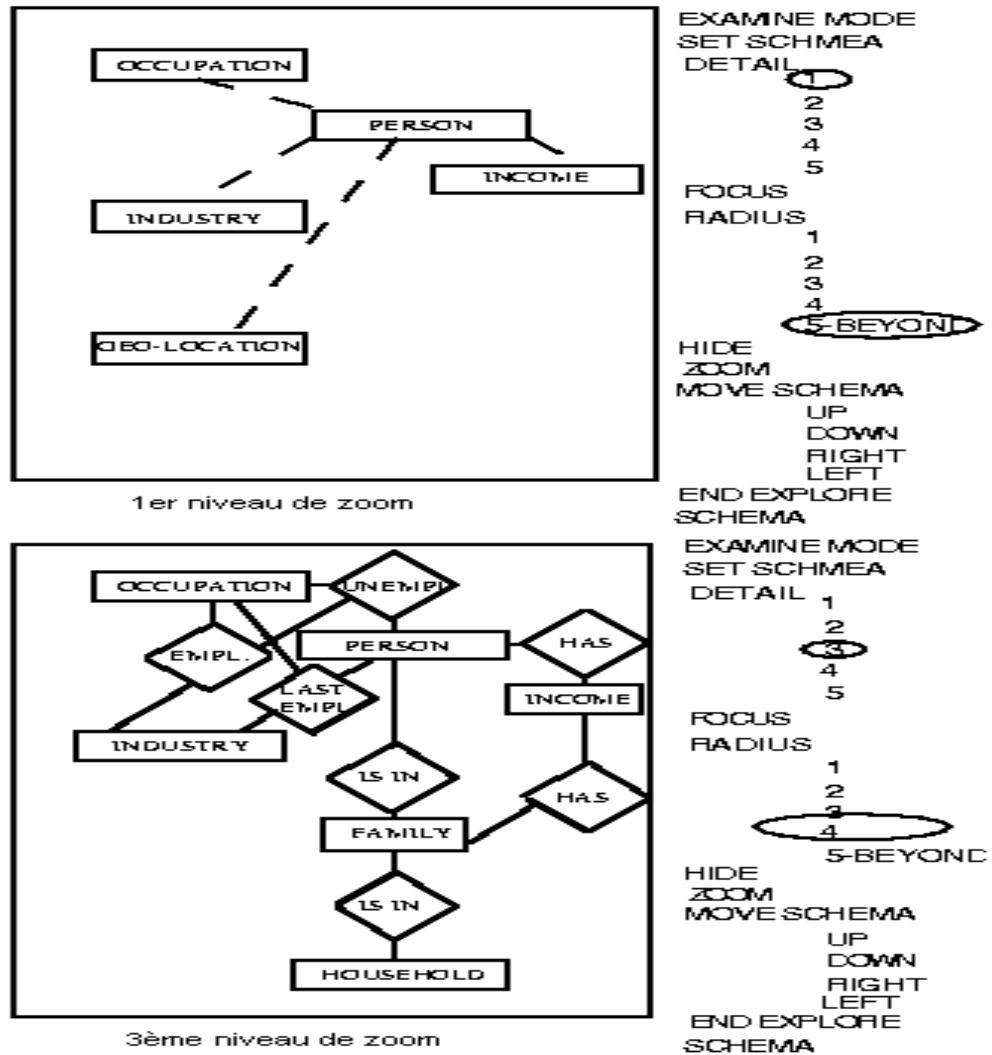 OCCUPATION
PERSON
INCOME
INDUSTRY
GEO-LOCATION
1er niveau de zoom
EXAMINE MODE
SET SCHMEA
DETAIL
1
2
3
4
5
FOCUS
RADIUS
1
2
3
4
5-BEYOND
HIDE
ZOOM
MOVE SCHEMA
UP
DOWN
RIGHT
LEFT
END EXPLORE
SCHEMA
OCCUPATION
UNEMPL
PERSON
HAS
EMPL.
LAST
EMPL
INCOME
INDUSTRY
IS IN
HAS
FAMILY
IS IN
HOUSEHOLD
3ème niveau de zoom
EXAMINE MODE
SET SCHMEA
DETAIL
1
2
3
4
5
FOCUS
RADIUS
1
2
3
4
5-BEYOND
HIDE
ZOOM
MOVE SCHEMA
UP
DOWN
RIGHT
LEFT
END EXPLORE
SCHEMA